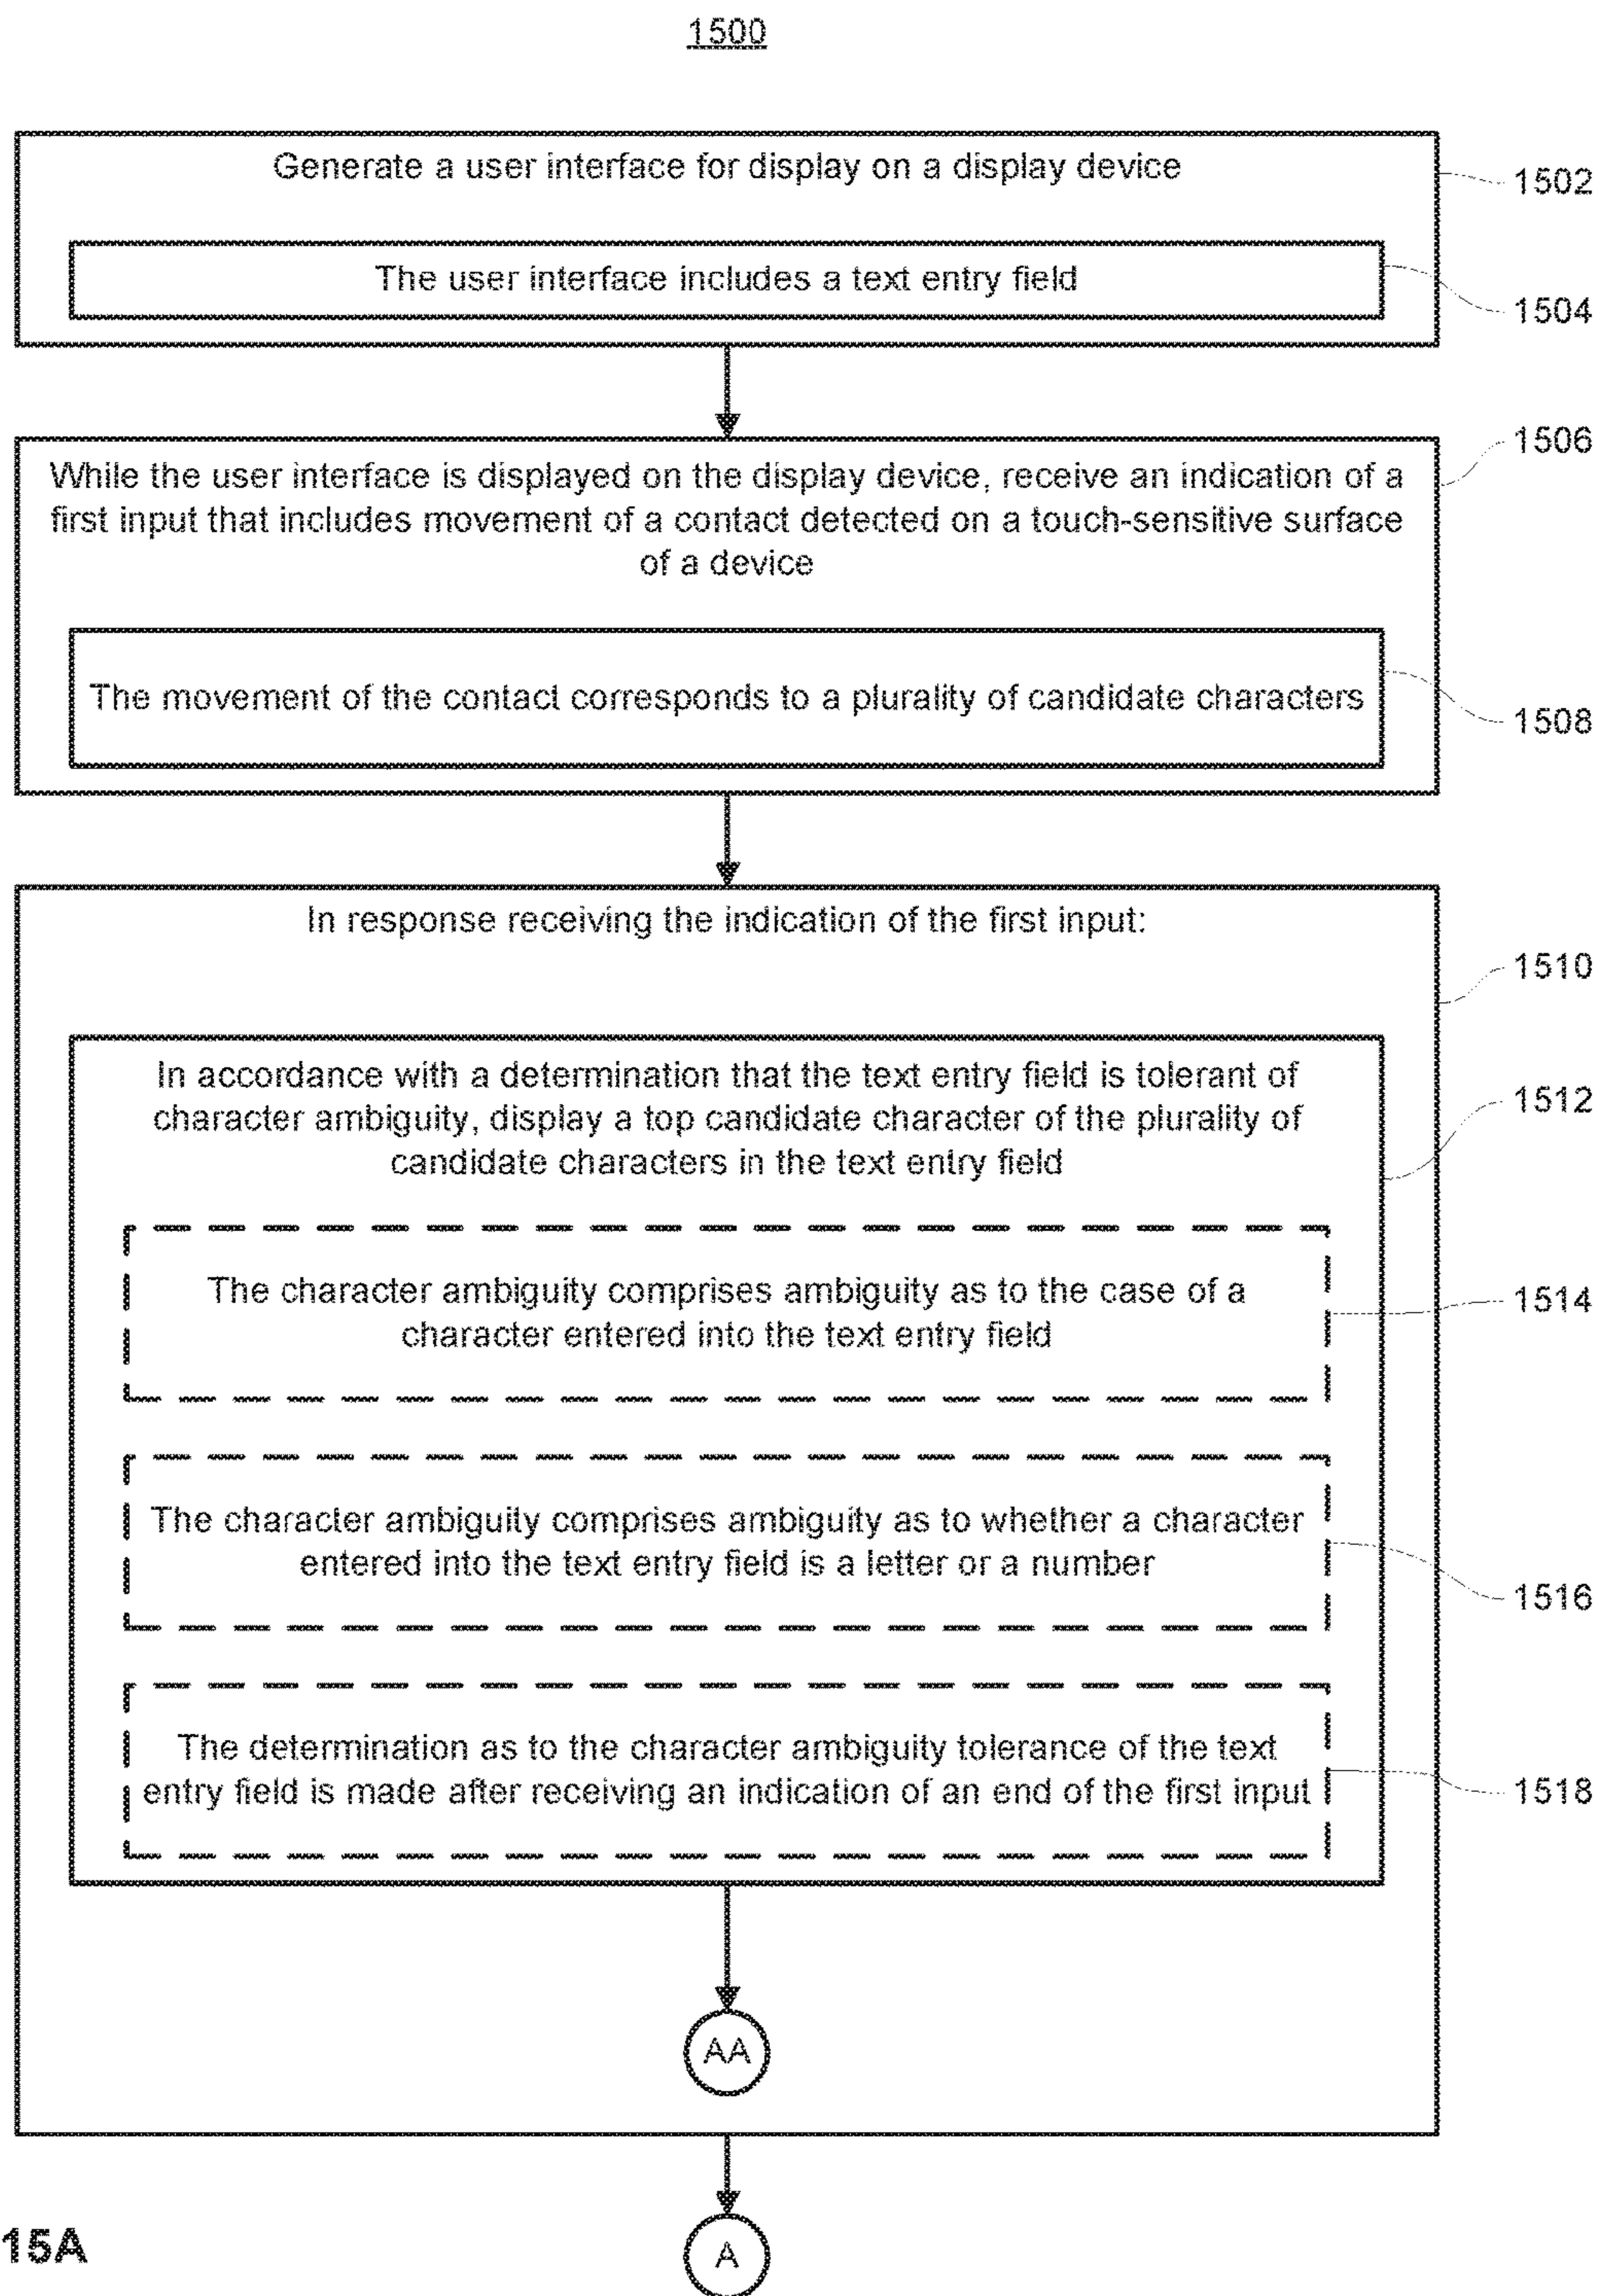 1500
Generate a user interface for display on a display device
1502
The user interface includes a text entry field
1504
1506
While the user interface is displayed on the display device, receive an indication of a
first input that includes movement of a contact detected on a touch-sensitive surface
of a device
The movement of the contact corresponds to a plurality of candidate characters
1508
In response receiving the indication of the first input:
1510
In accordance with a determination that the text entry field is tolerant of
character ambiguity, display a top candidate character of the plurality of
candidate characters in the text entry field
1512
The character ambiguity comprises ambiguity as to the case of a
character entered into the text entry field
1514
The character ambiguity comprises ambiguity as to whether a character
entered into the text entry field is a letter or a number
1516
The determination as to the character ambiguity tolerance of the text
entry field is made after receiving an indication of an end of the first input
1518
AA
15A
A